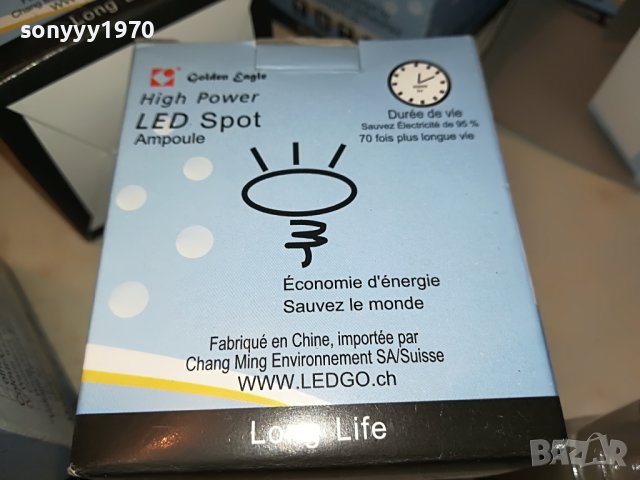 sonyyy1970
Golden Eagle
High Power
LED Spot
Ampoule
Durée de vie
Sauvez Électricité de 95 %
70 fois plus longue vie
Économie d'énergie
Sauvez le monde
Fabriqué en Chine, importée par
Chang Ming Environnement SA/Suisse
WWW.LEDGO.ch
Long Life
BAZAR